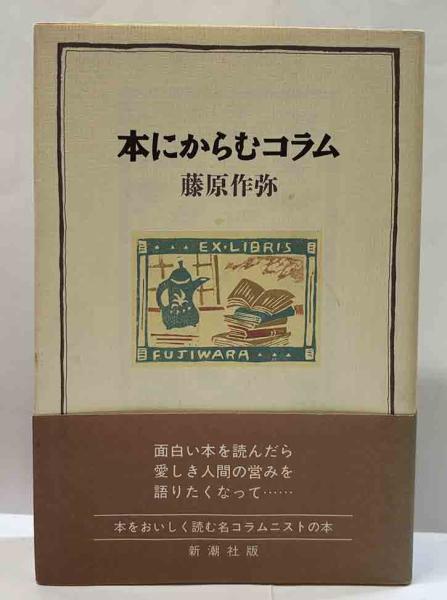 本にからむコラム
藤原作弥
EX・LIBRIS
FUJIWARA
面白い本を読んだら
愛しき人間の営みを
語りたくなって……
本をおいしく読む名コラムニストの本
新潮社版